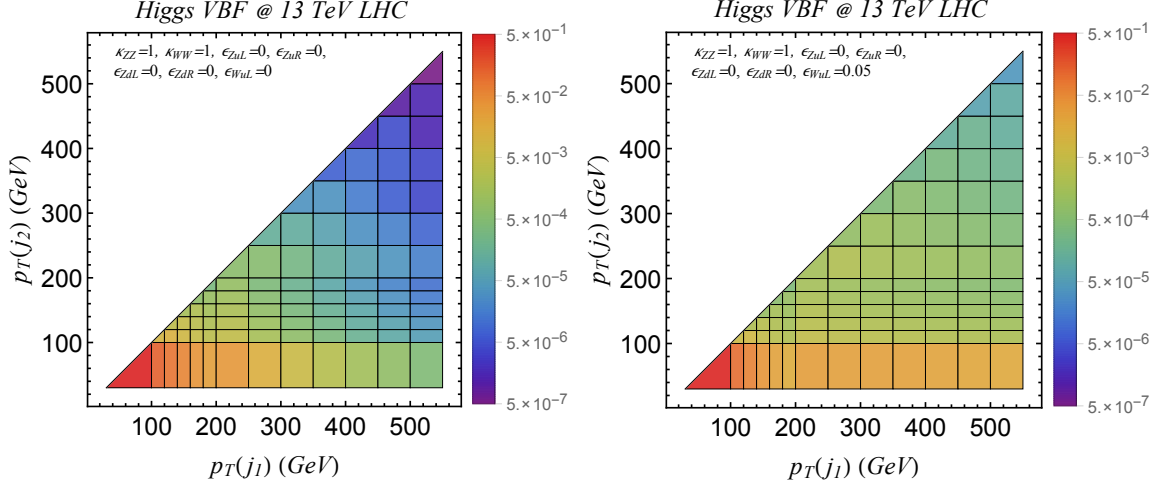 Higgs VBF @ 13 TeV LHC
κZZ=1, κWW=1, ϵZuL=0, ϵZuR=0,
ϵZdL=0, ϵZdR=0, ϵWuL=0
500
400
300
200
100
pT(j2) (GeV)
100 200 300 400 500
pT(j1) (GeV)
5.×10⁻¹
5.×10⁻²
5.×10⁻³
5.×10⁻⁴
5.×10⁻⁵
5.×10⁻⁶
5.×10⁻⁷
Higgs VBF @ 13 TeV LHC
κZZ=1, κWW=1, ϵZuL=0, ϵZuR=0,
ϵZdL=0, ϵZdR=0, ϵWuL=0.05
500
400
300
200
100
pT(j2) (GeV)
100 200 300 400 500
pT(j1) (GeV)
5.×10⁻¹
5.×10⁻²
5.×10⁻³
5.×10⁻⁴
5.×10⁻⁵
5.×10⁻⁶
5.×10⁻⁷